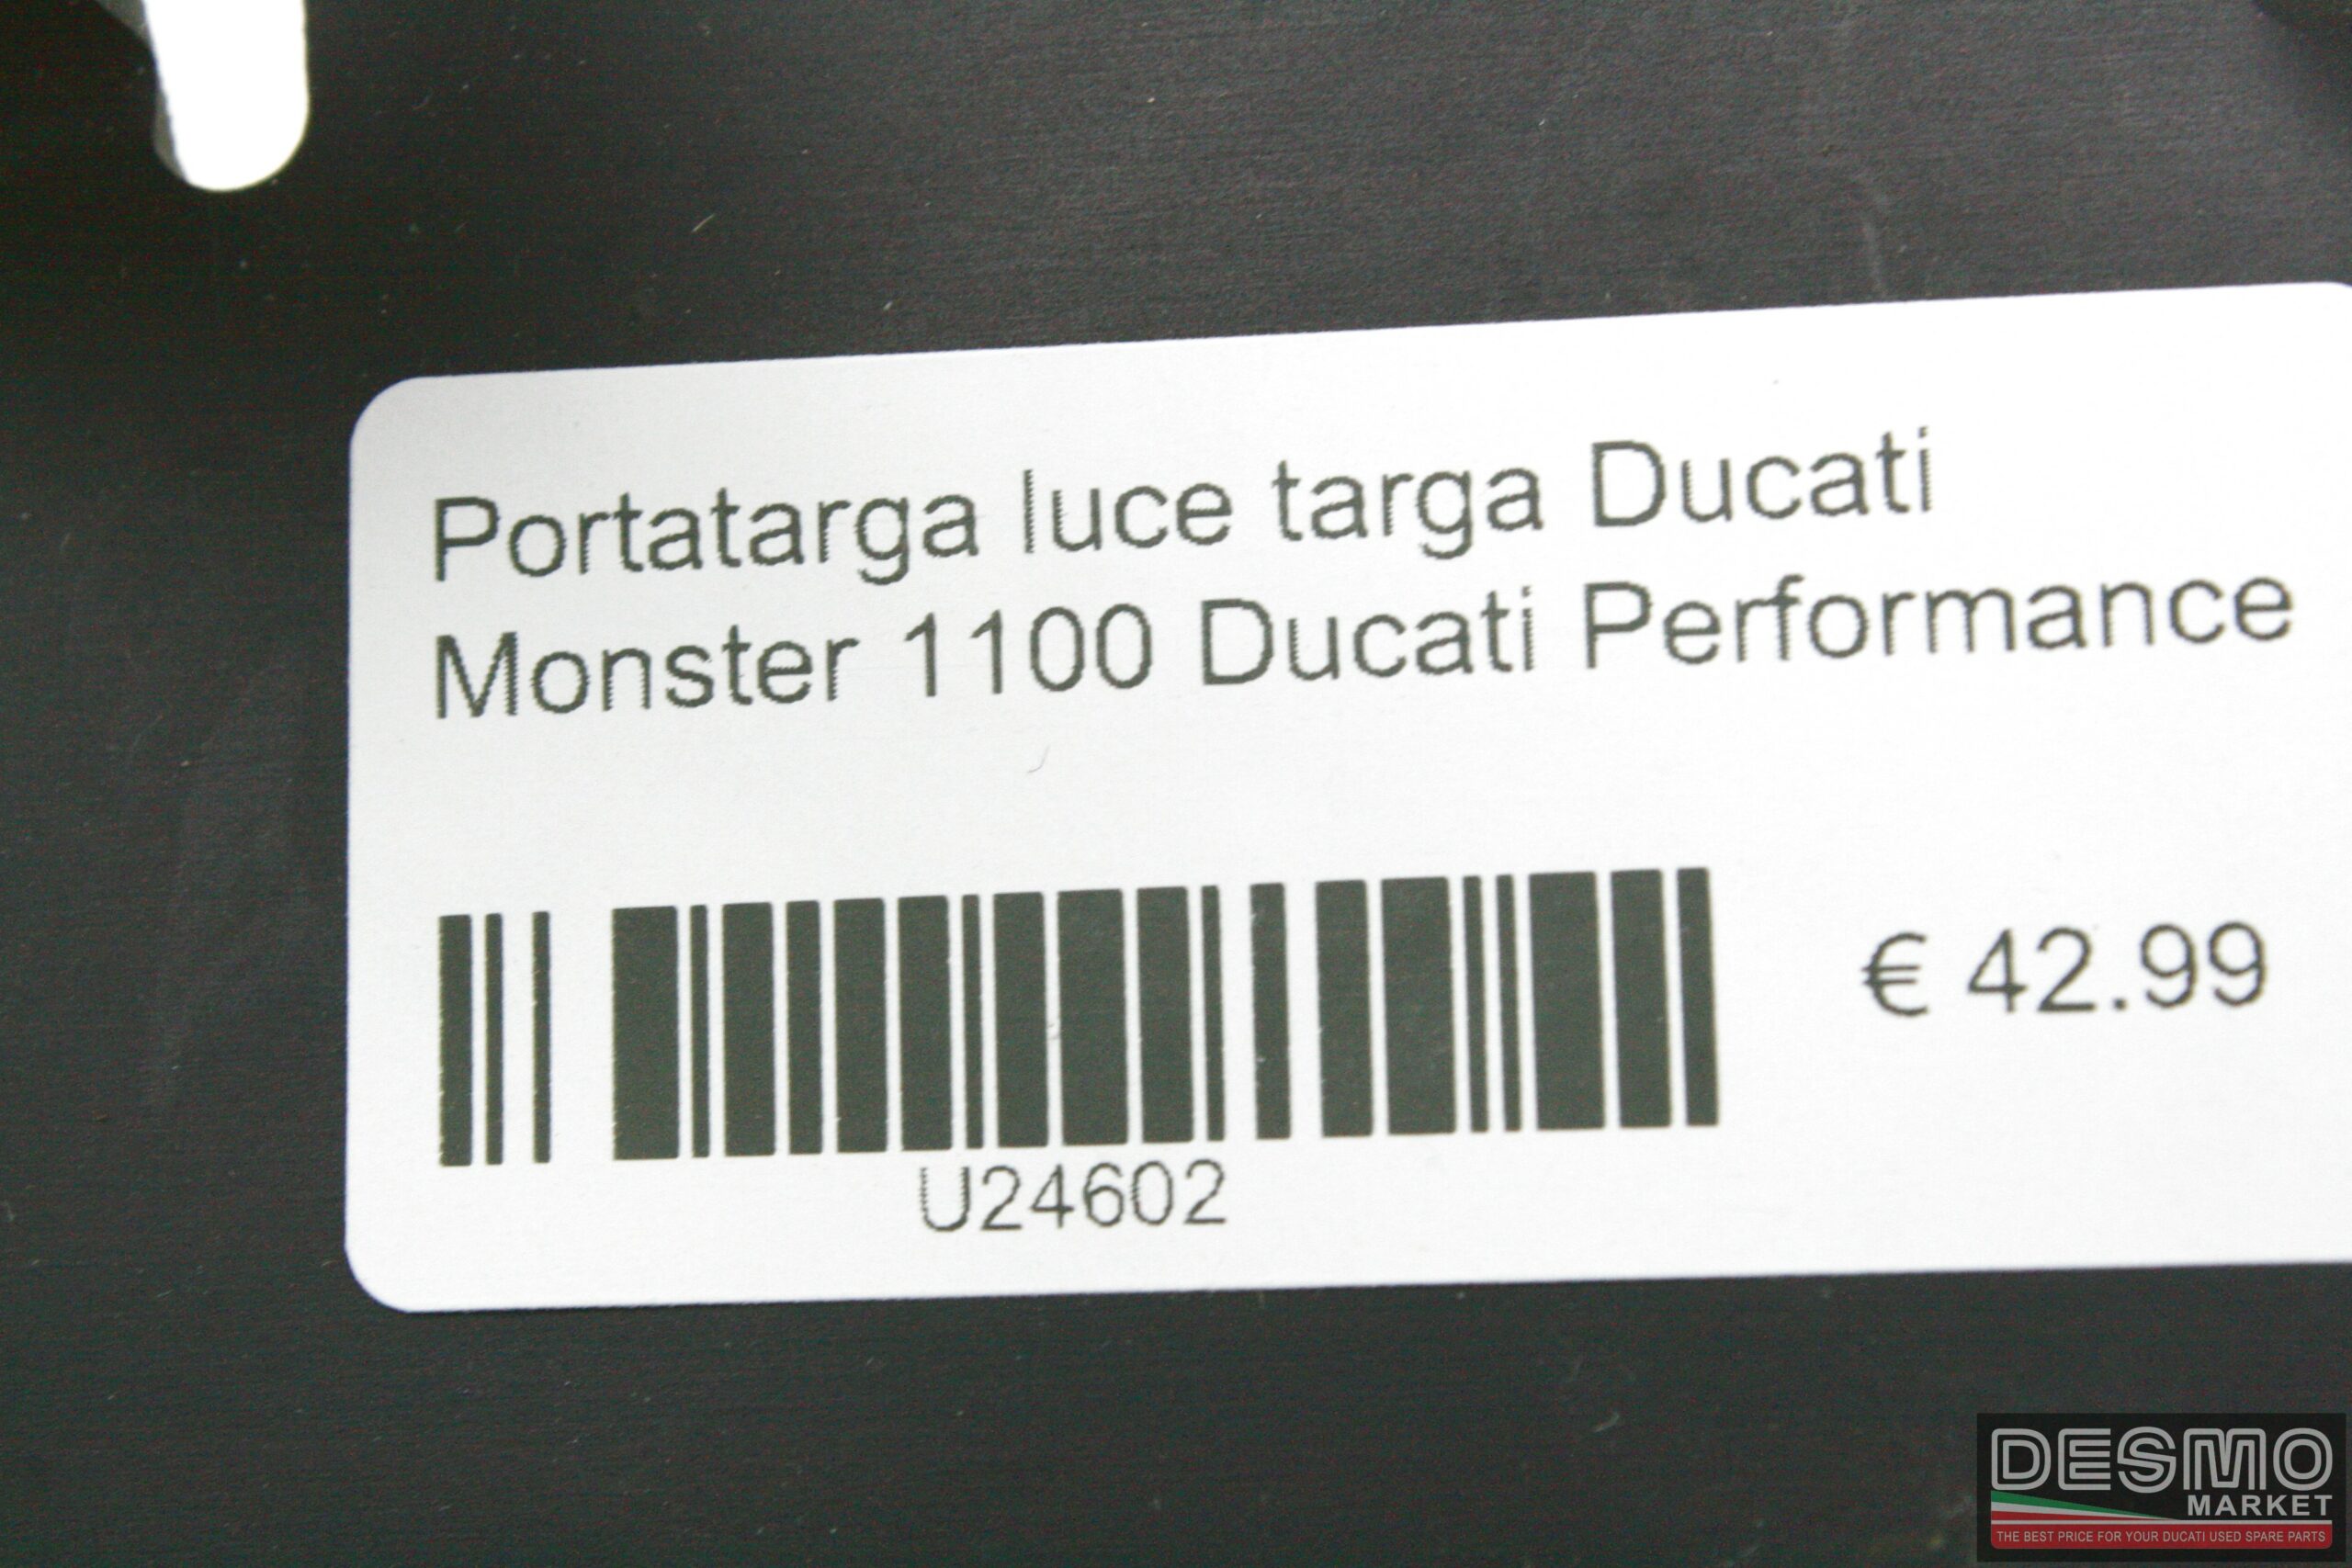 Portatarga luce targa Ducati
Monster 1100 Ducati Performance
€ 42.99
U24602
DESMO
MARKET
THE BEST PRICE FOR YOUR DUCATI USED SPARE PARTS